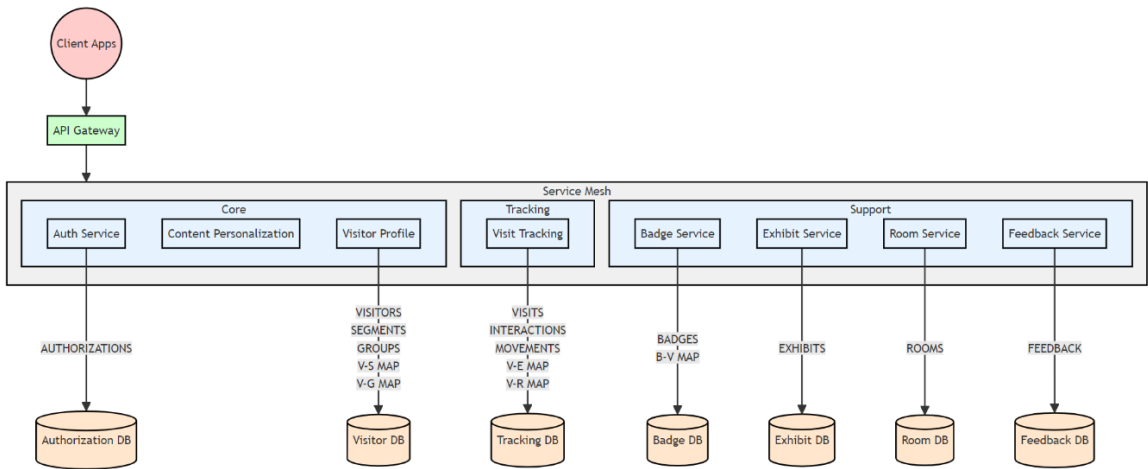 Client Apps
API Gateway
Service Mesh
Core
Tracking
Support
Auth Service
Content Personalization
Visitor Profile
Visit Tracking
Badge Service
Exhibit Service
Room Service
Feedback Service
AUTHORIZATIONS
VISITORS
SEGMENTS
GROUPS
V-S MAP
V-G MAP
VISITS
INTERACTIONS
MOVEMENTS
V-E MAP
V-R MAP
BADGES
B-V MAP
EXHIBITS
ROOMS
FEEDBACK
Authorization DB
Visitor DB
Tracking DB
Badge DB
Exhibit DB
Room DB
Feedback DB